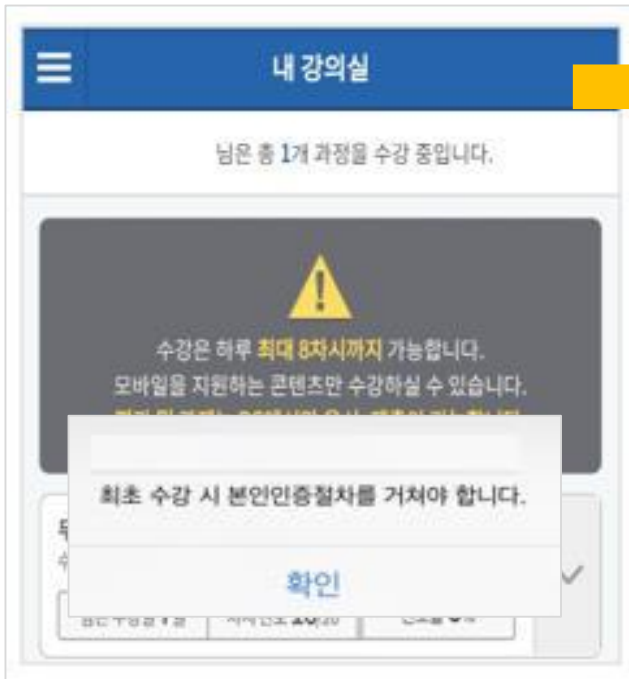 내 강의실
님은 총 1개 과정을 수강 중입니다.
수강은 하루 최대 8차시까지 가능합니다.
모바일을 지원하는 콘텐츠만 수강하실 수 있습니다.
최초 수강 시 본인인증절차를 거쳐야 합니다.
확인